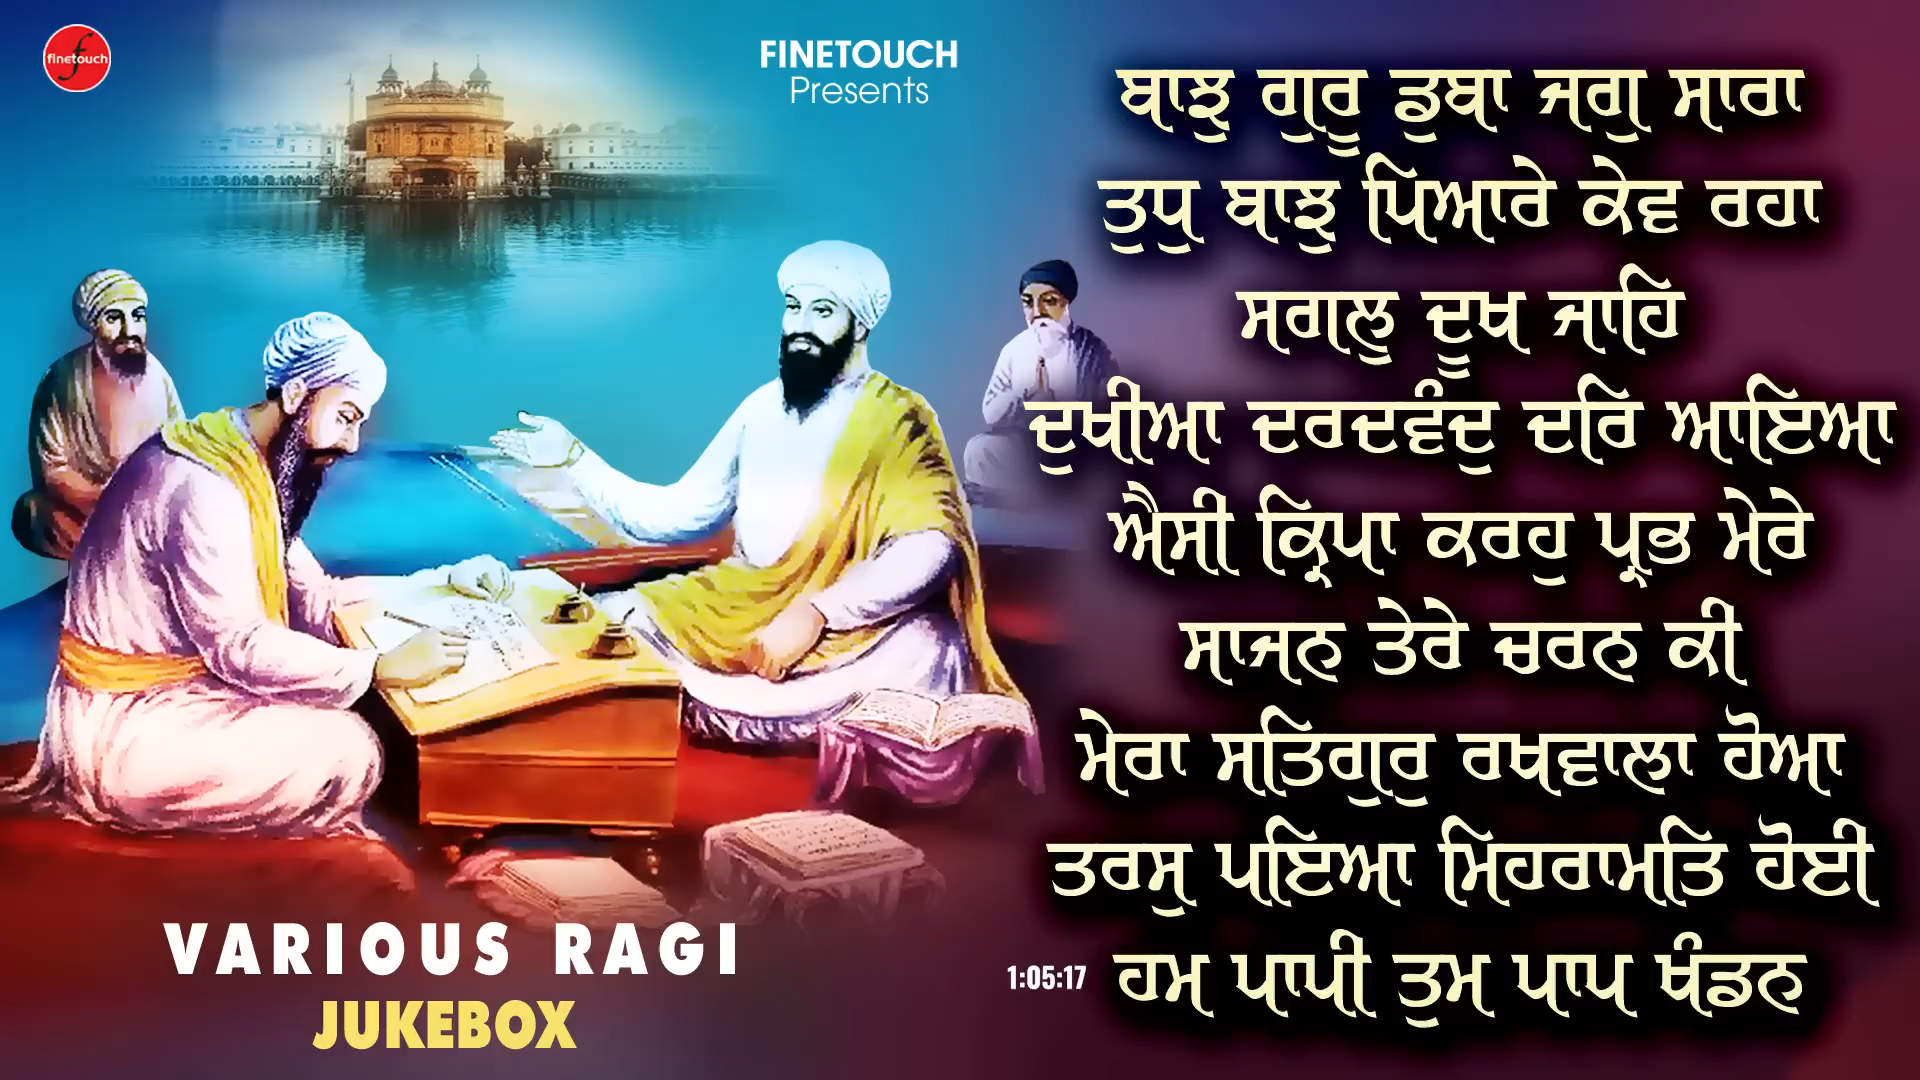 finetouch
FINETOUCH
Presents
ਬਾਝੁ ਗੁਰੂ ਡੁਬਾ ਜਗੁ ਸਾਰਾ
ਤੁਧੁ ਬਾਝੁ ਪਿਆਰੇ ਕੇਵ ਰਹਾ
ਸਗਲੁ ਦੂਖ ਜਾਹਿ
ਦੁਖੀਆ ਦਰਦਵੰਦੁ ਦਰਿ ਆਇਆ
ਐਸੀ ਕ੍ਰਿਪਾ ਕਰਹੁ ਪ੍ਰਭ ਮੇਰੇ
ਸਾਜਨ ਤੇਰੇ ਚਰਨ ਕੀ
ਮੇਰਾ ਸਤਿਗੁਰੁ ਰਖਵਾਲਾ ਹੋਆ
ਤਰਸੁ ਪਇਆ ਮਿਹਰਾਮਤਿ ਹੋਈ
ਹਮ ਪਾਪੀ ਤੁਮ ਪਾਪ ਖੰਡਨ
1:05:17
VARIOUS RAGI
JUKEBOX